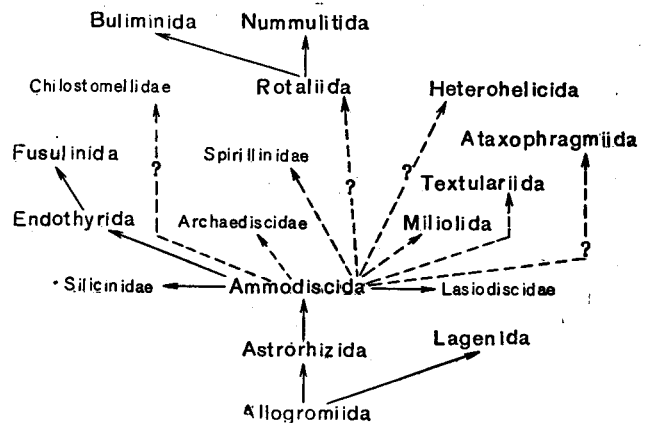 Buliminida Nummulitida
Chilostomellidae Rotaliida Heterohelicida
Ataxophragmiida
Fusulinida ? Spirillinidae ? ? Textulariida
Endothyrida Archaediscidae Miliolida
?
Silicinidae Ammodiscida Lasiodiscidae
Astrorhizida Lagenida
Allogromiida